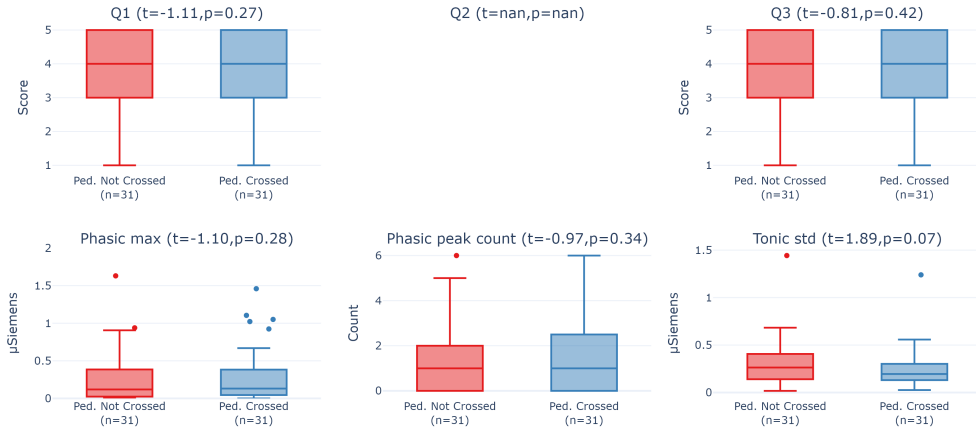 Q1 (t=-1.11,p=0.27)
Q2 (t=nan,p=nan)
Q3 (t=-0.81,p=0.42)
Score
5
4
3
2
1
Ped. Not Crossed
(n=31)
Ped. Crossed
(n=31)
Score
5
4
3
2
1
Ped. Not Crossed
(n=31)
Ped. Crossed
(n=31)
Phasic max (t=-1.10,p=0.28)
Phasic peak count (t=-0.97,p=0.34)
Tonic std (t=1.89,p=0.07)
μSiemens
2
1.5
1
0.5
0
Ped. Not Crossed
(n=31)
Ped. Crossed
(n=31)
Count
6
4
2
0
Ped. Not Crossed
(n=31)
Ped. Crossed
(n=31)
μSiemens
1.5
1
0.5
0
Ped. Not Crossed
(n=31)
Ped. Crossed
(n=31)